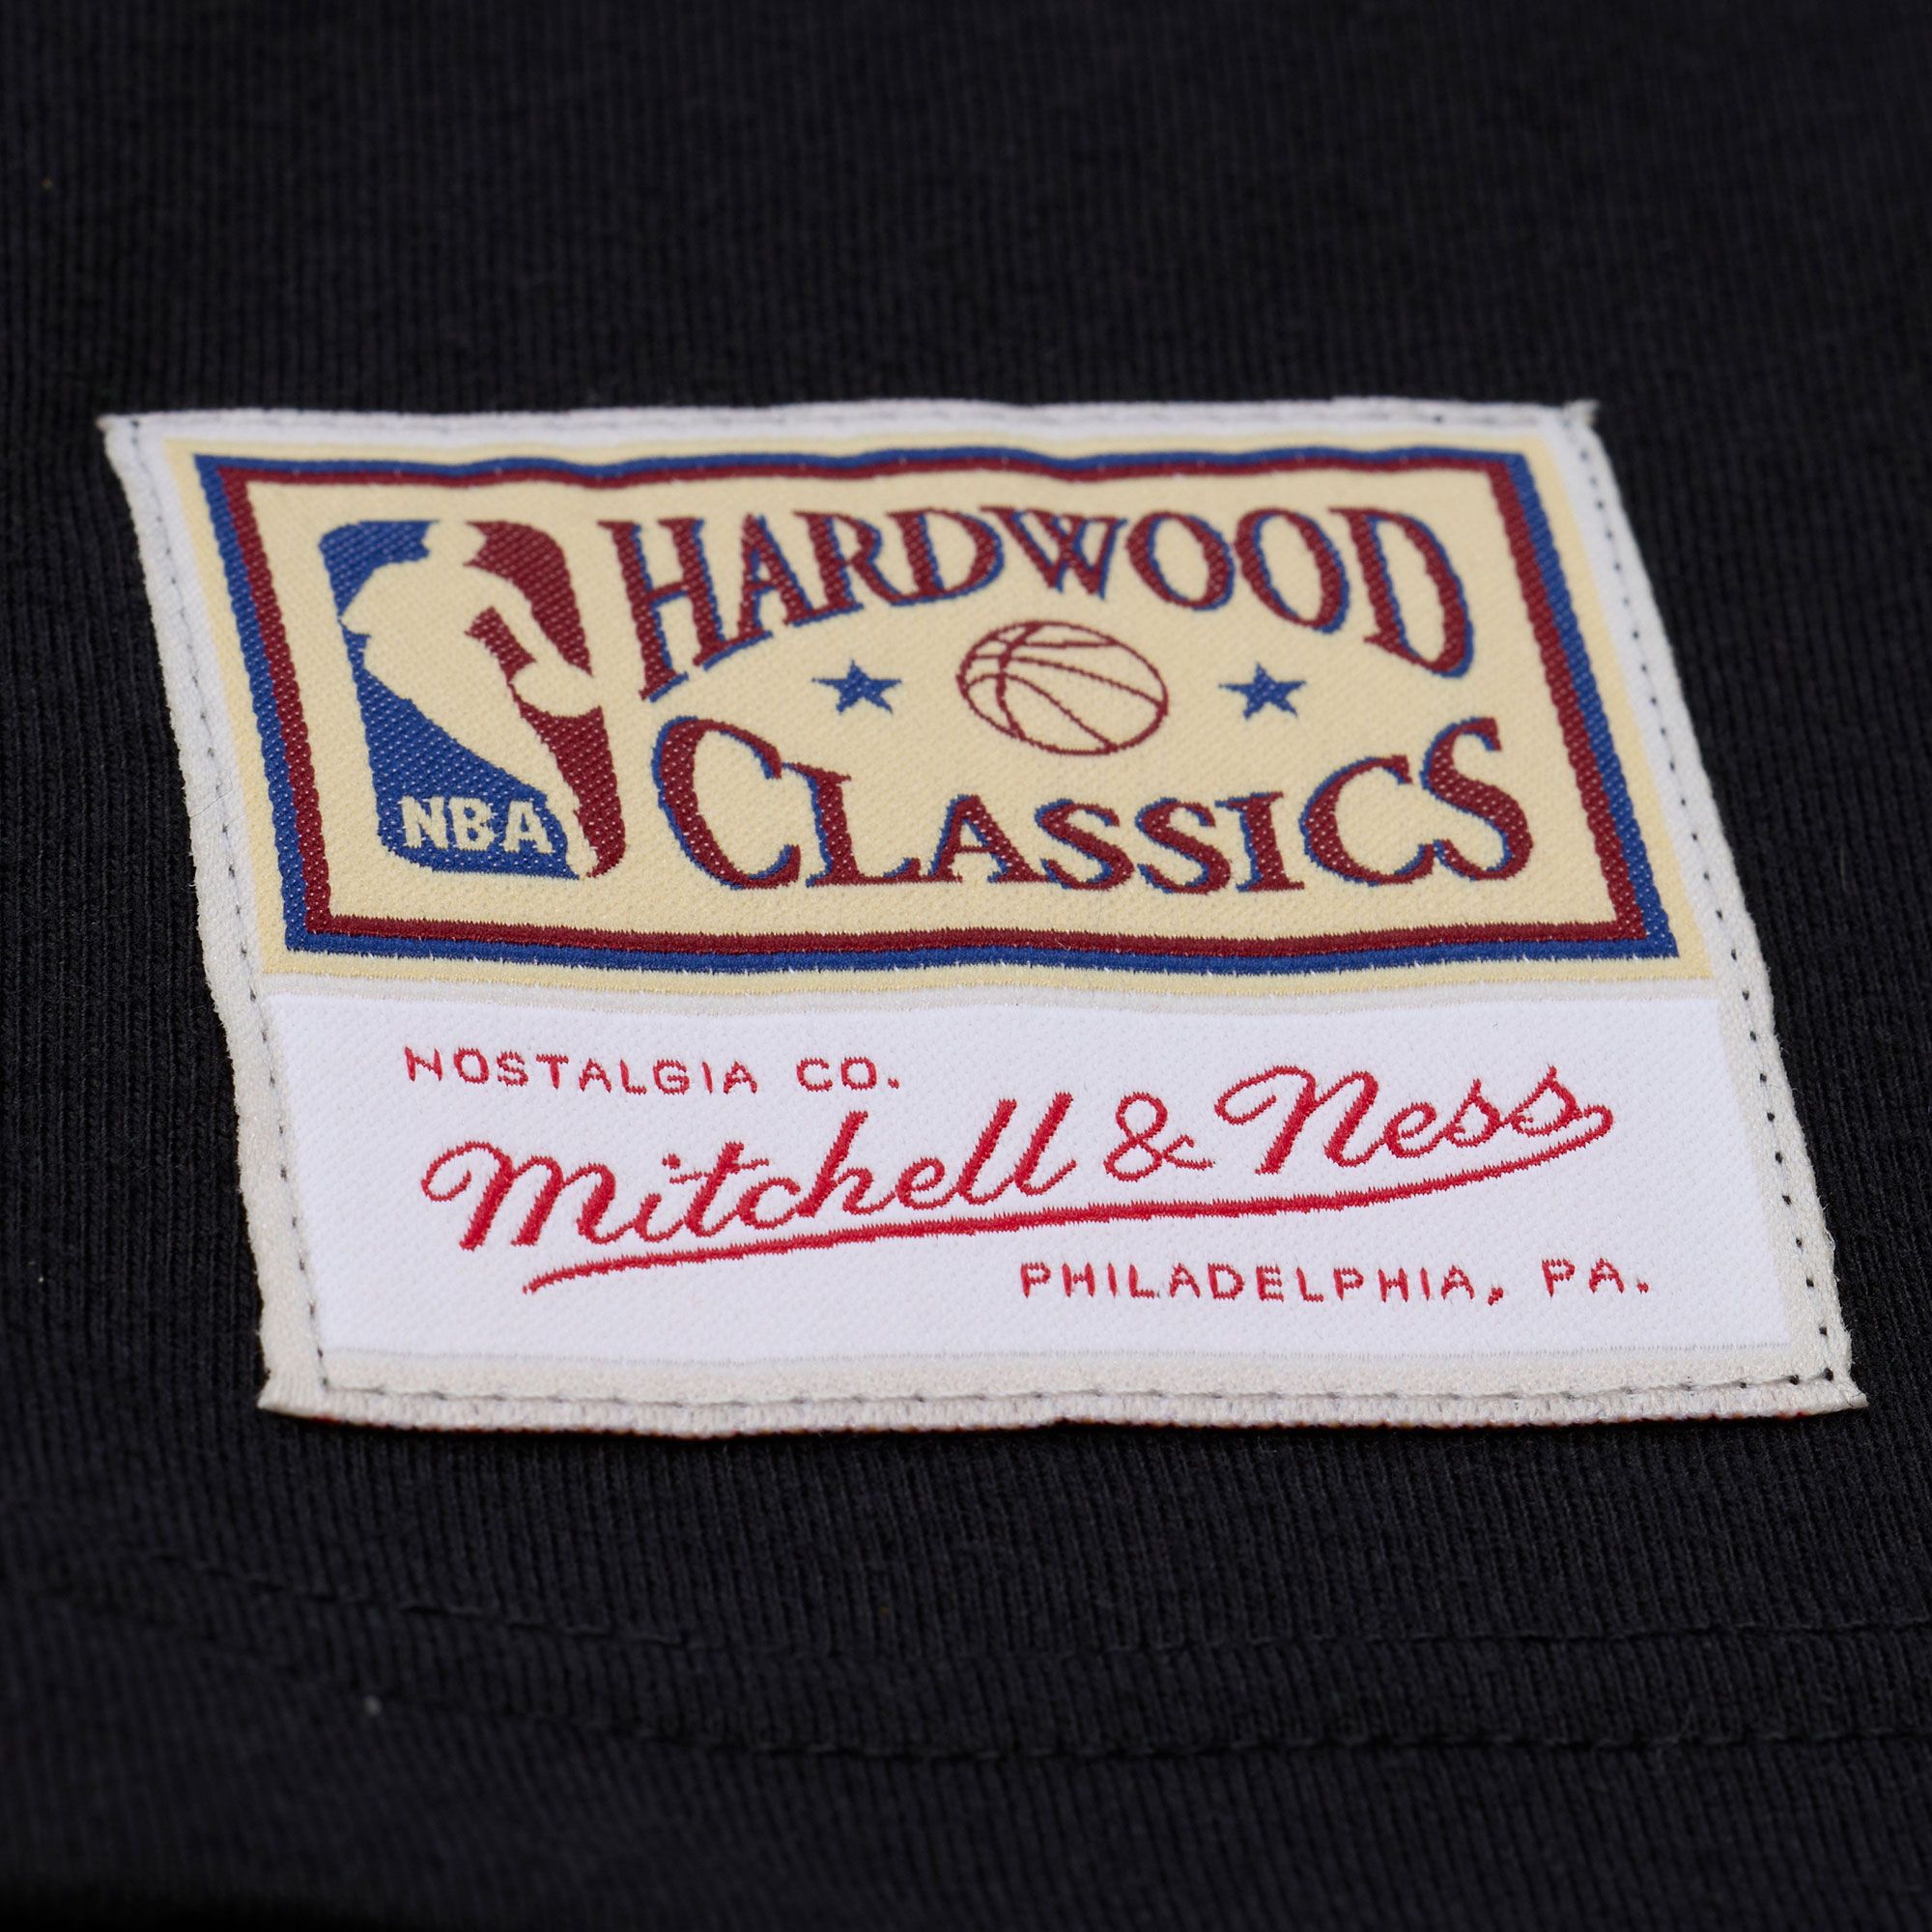 HARDWOOD
CLASSICS
NBA
NOSTALGIA CO.
Mitchell & Ness
PHILADELPHIA, PA.